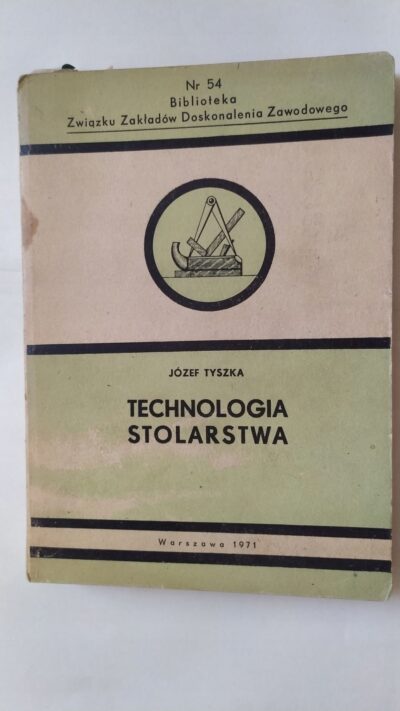 Nr 54
Biblioteka
Związku Zakładów Doskonalenia Zawodowego
JÓZEF TYSZKA
TECHNOLOGIA
STOLARSTWA
Warszawa 1971